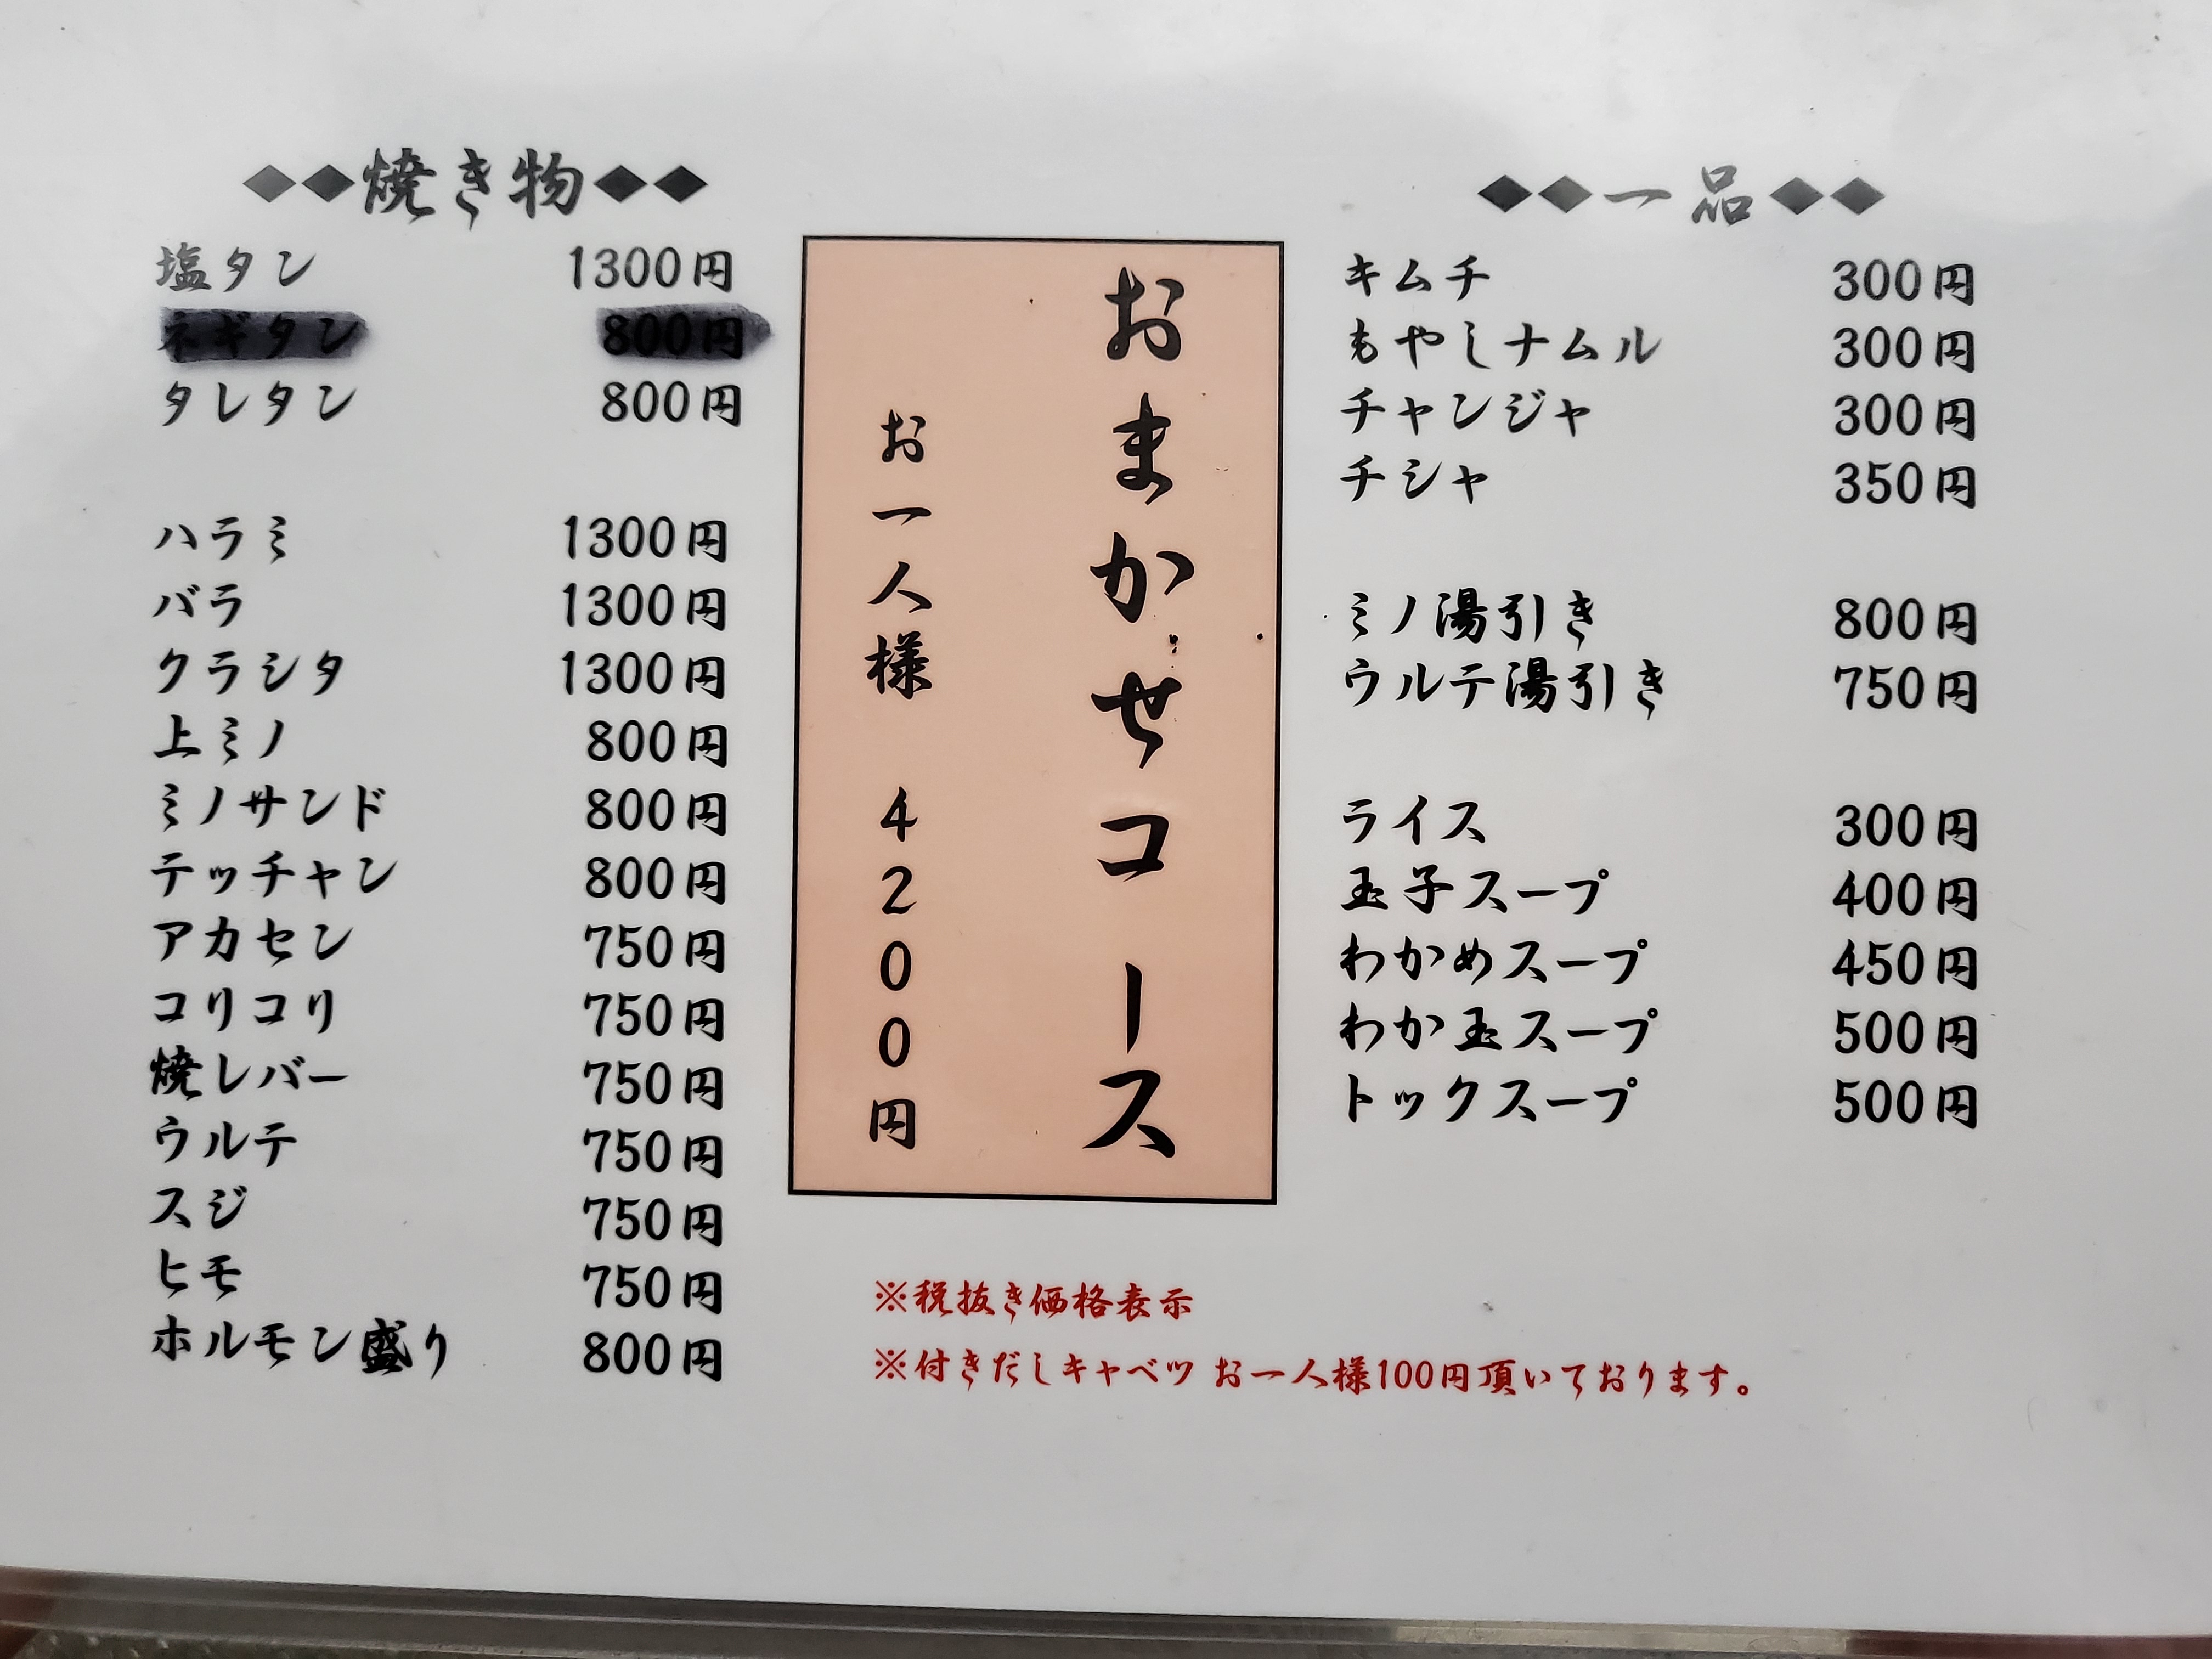 ◆◆焼き物◆◆
塩タン 1300円
ネギタン 800円
タレタン 800円
ハラミ 1300円
バラ 1300円
クラシタ 1300円
上ミノ 800円
ミノサンド 800円
テッチャン 800円
アカセン 750円
コリコリ 750円
焼レバー 750円
ウルテ 750円
スジ 750円
ヒモ 750円
ホルモン盛り 800円
おまかせコース
お一人様 4200円
◆◆一品◆◆
キムチ 300円
もやしナムル 300円
チャンジャ 300円
チシャ 350円
ミノ湯引き 800円
ウルテ湯引き 750円
ライス 300円
玉子スープ 400円
わかめスープ 450円
わか玉スープ 500円
トックスープ 500円
※税抜き価格表示
※付きだしキャベツ お一人様100円頂いております。